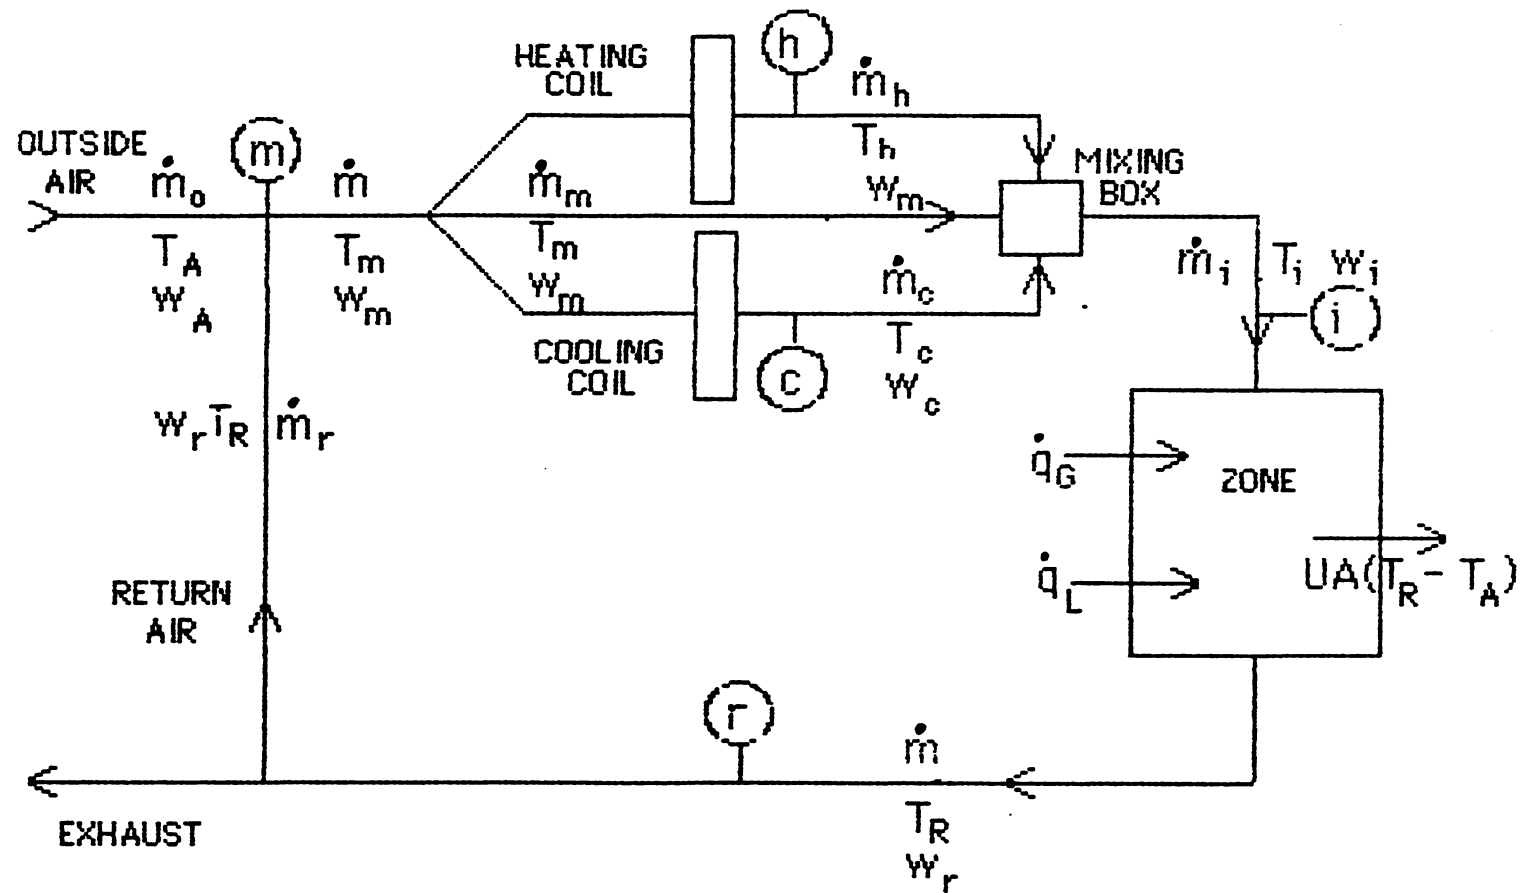 HEATING
COIL
h
ṁh
Th
Wm
OUTSIDE
AIR
ṁo
TA
WA
m
ṁ
Tm
Wm
ṁm
Tm
Wm
MIXING
BOX
ṁi Ti Wi
i
ṁc
Tc
Wc
COOLING
COIL
c
Wr TR ṁr
q̇G
ZONE
q̇L
UA(TR - TA)
RETURN
AIR
r
ṁ
TR
Wr
EXHAUST